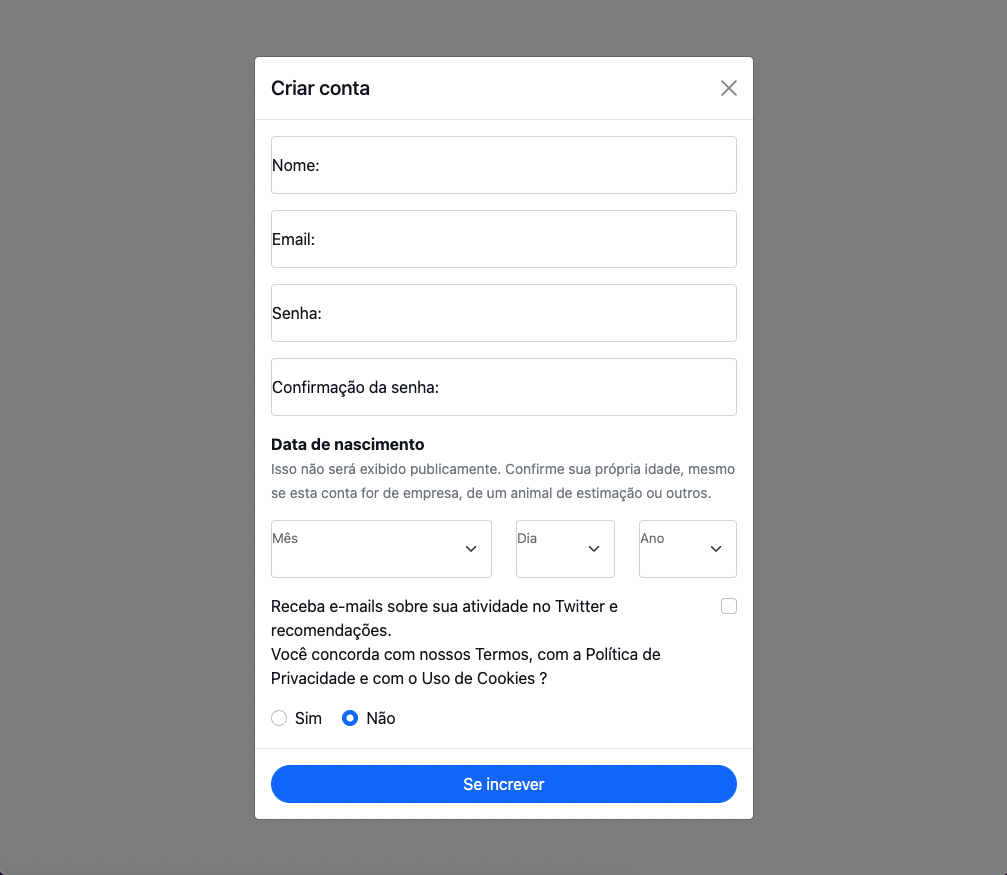 Criar conta
Nome:
Email:
Senha:
Confirmação da senha:
Data de nascimento
Isso não será exibido publicamente. Confirme sua própria idade, mesmo
se esta conta for de empresa, de um animal de estimação ou outros.
Mês Dia Ano
Receba e-mails sobre sua atividade no Twitter e
recomendações.
Você concorda com nossos Termos, com a Política de
Privacidade e com o Uso de Cookies ?
Sim Não
Se increver